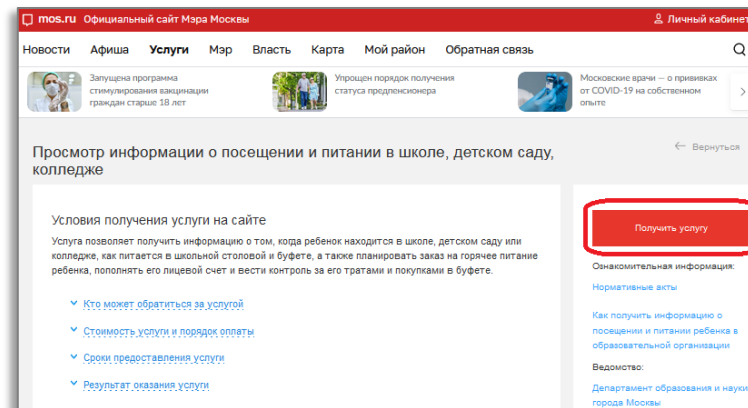 mos.ru Официальный сайт Мэра Москвы
Личный кабинет
Новости Афиша Услуги Мэр Власть Карта Мой район Обратная связь
Запущена программа
стимулирования вакцинации
граждан старше 18 лет
Упрощен порядок получения
статуса предпенсионера
Московские врачи – о прививках
от COVID-19 на собственном
опыте
Просмотр информации о посещении и питании в школе, детском саду,
колледже
← Вернуться
Условия получения услуги на сайте
Услуга позволяет получить информацию о том, когда ребенок находится в школе, детском саду или
колледже, как питается в школьной столовой и буфете, а также планировать заказ на горячее питание
ребенка, пополнять его лицевой счет и вести контроль за его тратами и покупками в буфете.
Кто может обратиться за услугой
Стоимость услуги и порядок оплаты
Сроки предоставления услуги
Результат оказания услуги
Получить услугу
Ознакомительная информация:
Нормативные акты
Как получить информацию о
посещении и питании ребенка в
образовательной организации
Ведомство:
Департамент образования и науки
города Москвы